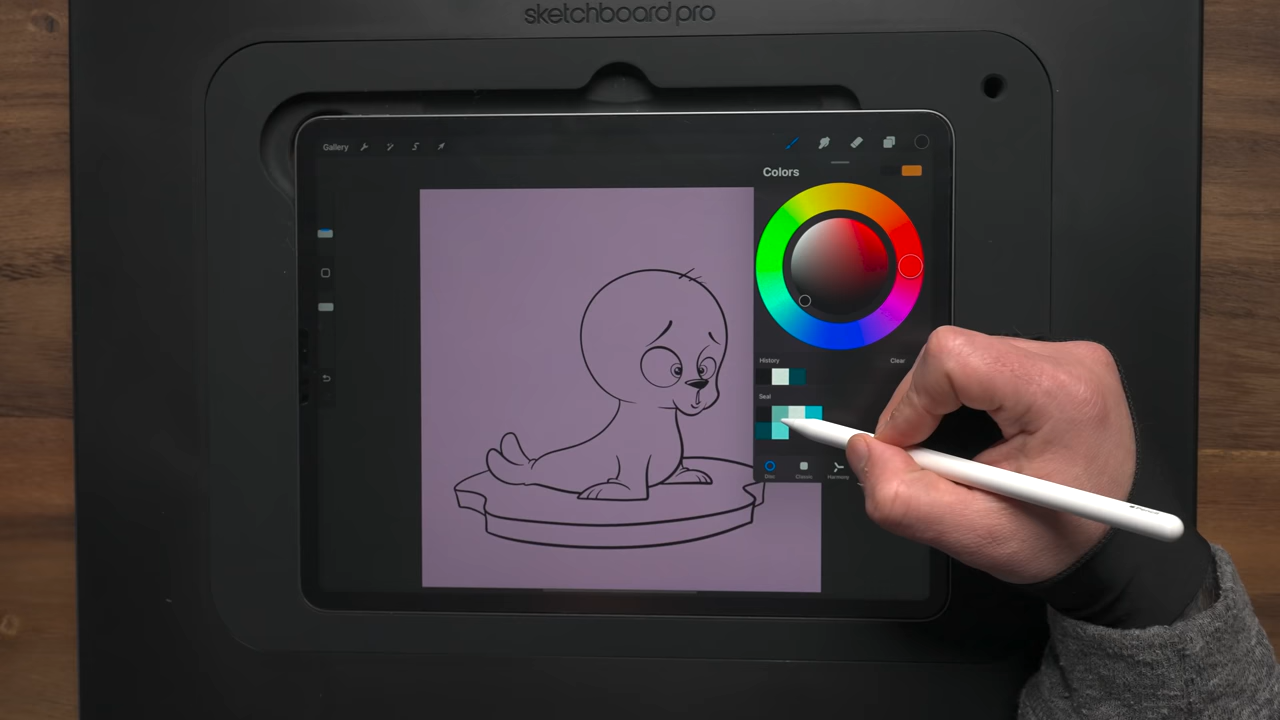 sketchboard pro
Gallery
Colors
History
Clear
Seal
Disc
Classic
Harmony